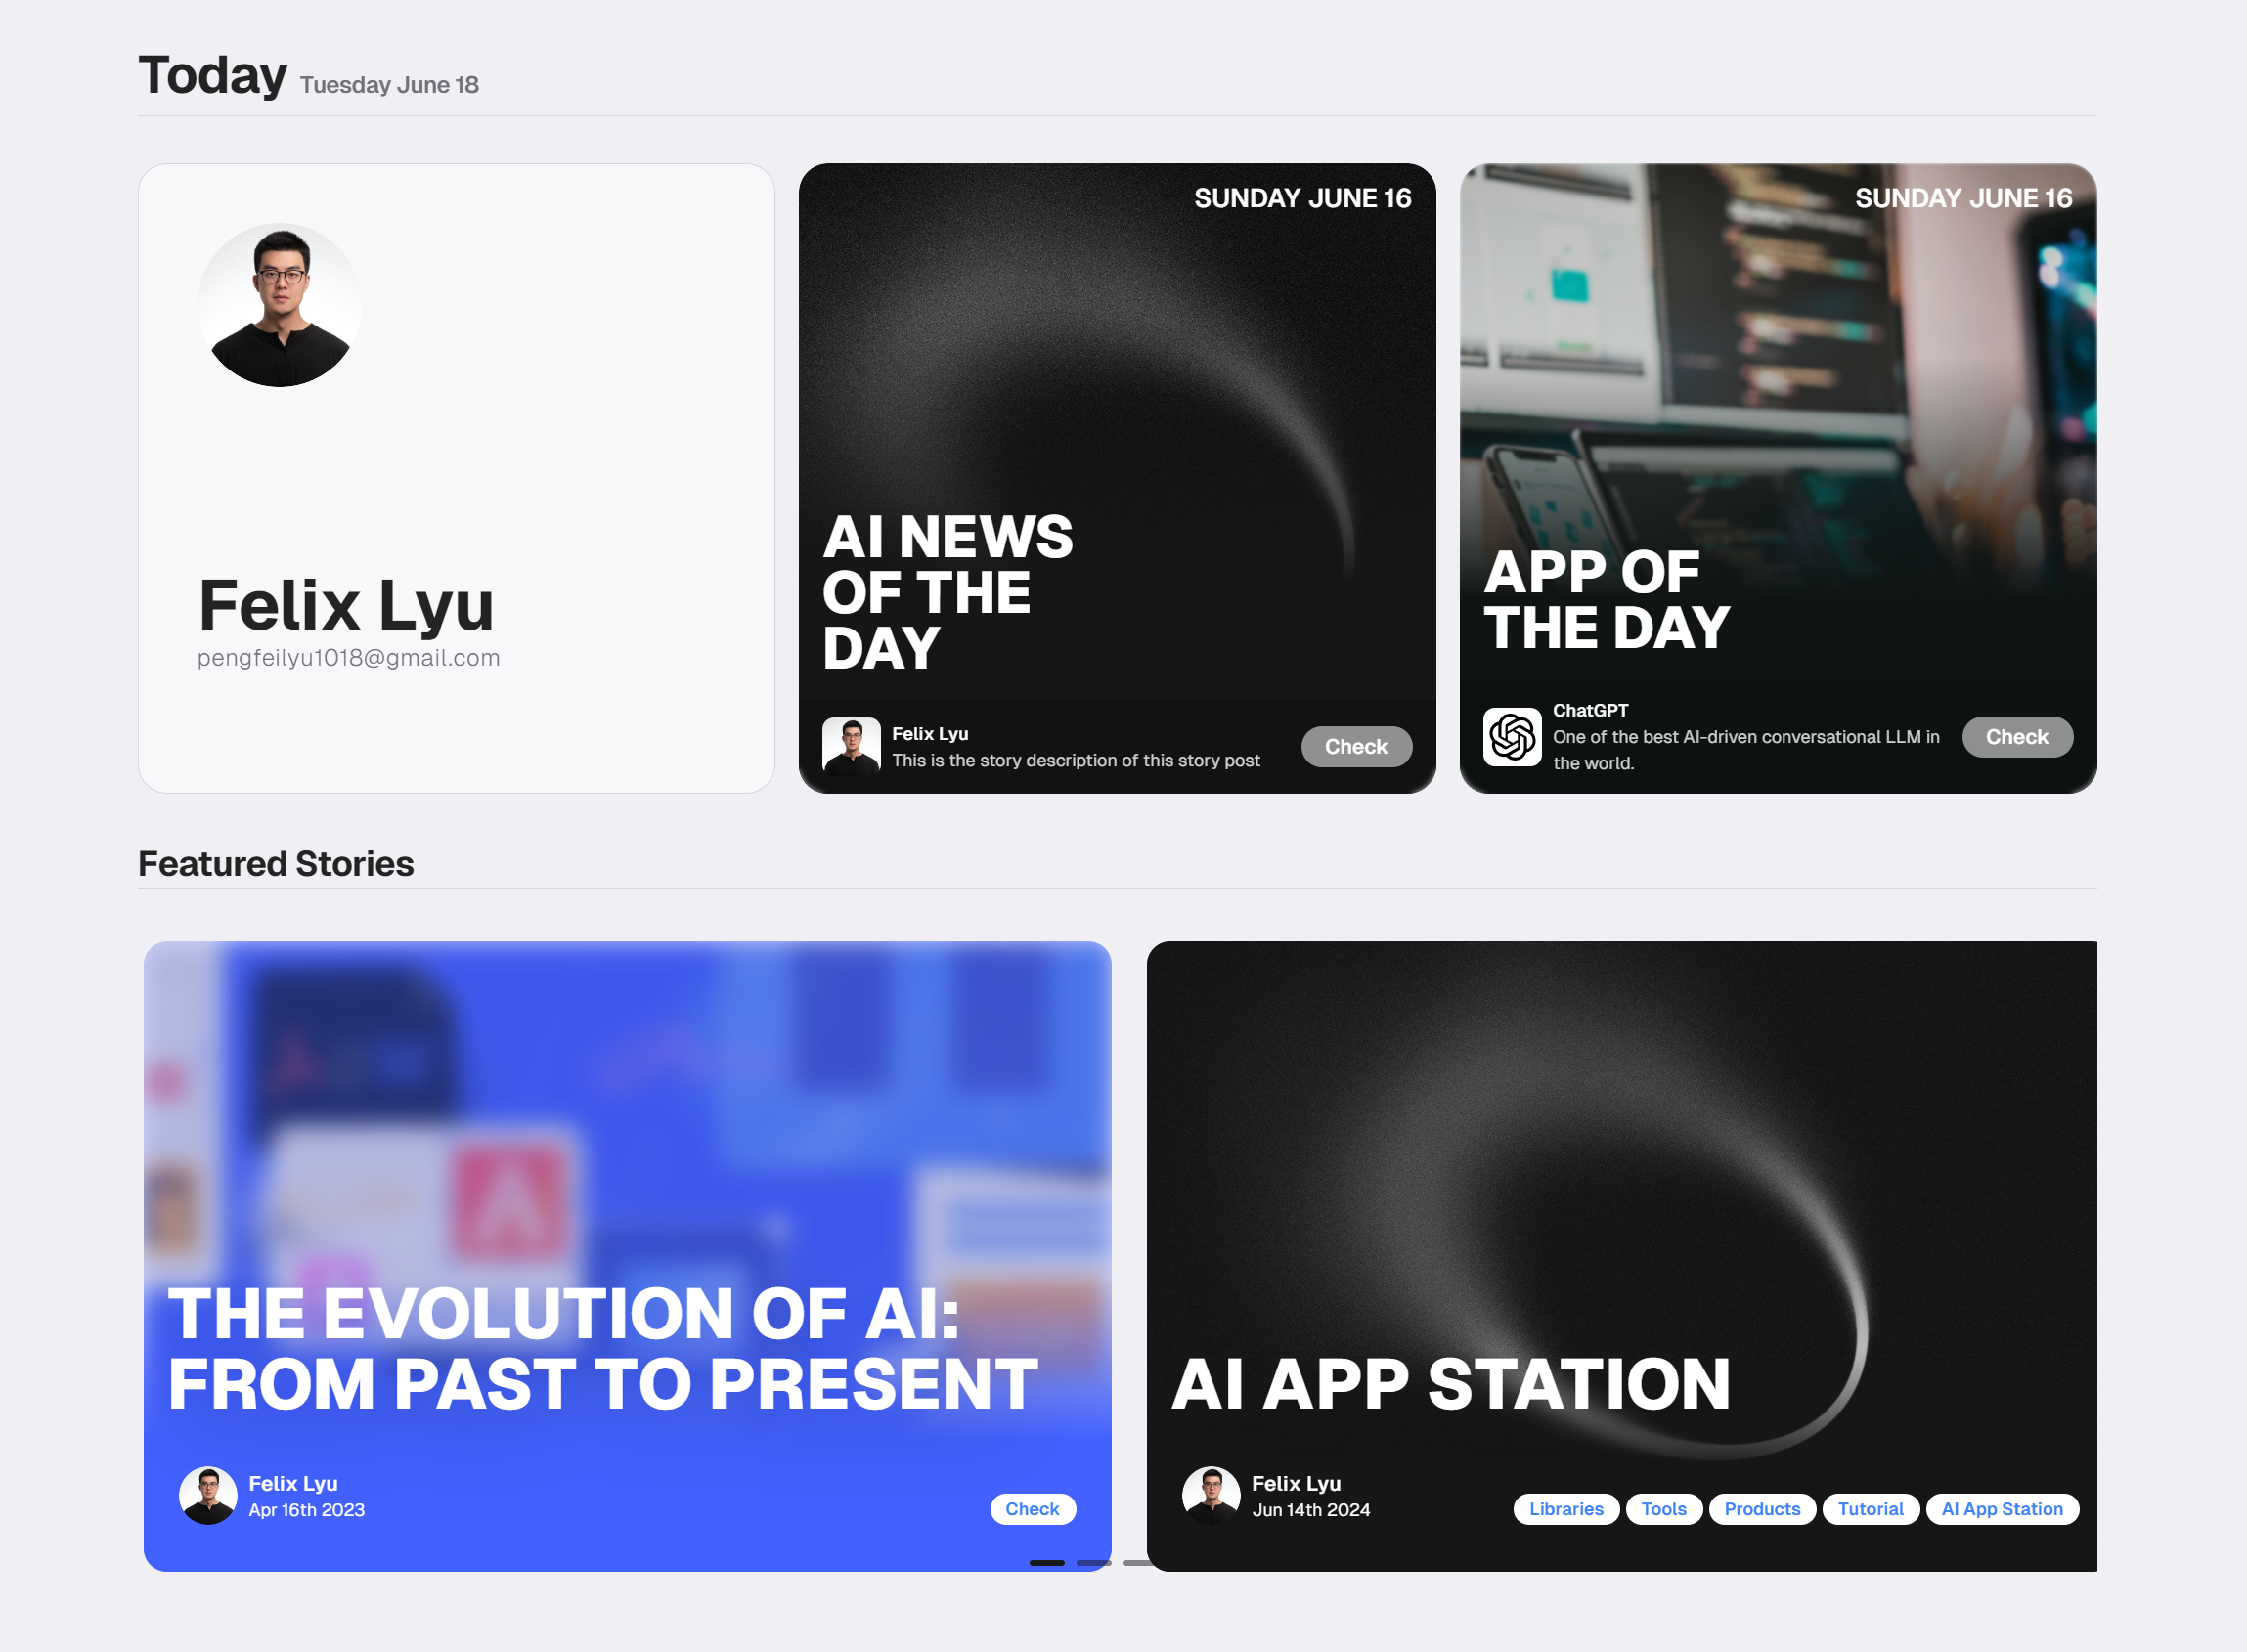 Today Tuesday June 18
Felix Lyu
pengfeilyu1018@gmail.com
SUNDAY JUNE 16
AI NEWS
OF THE
DAY
Felix Lyu
This is the story description of this story post
Check
SUNDAY JUNE 16
APP OF
THE DAY
ChatGPT
One of the best AI-driven conversational LLM in
the world.
Check
Featured Stories
THE EVOLUTION OF AI:
FROM PAST TO PRESENT
Felix Lyu
Apr 16th 2023
Check
AI APP STATION
Felix Lyu
Jun 14th 2024
Libraries Tools Products Tutorial AI App Station